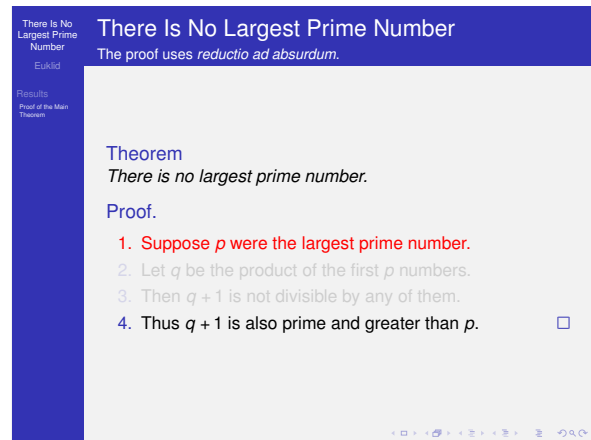 There Is No
Largest Prime
Number
Euklid
Results
Proof of the Main
Theorem
There Is No Largest Prime Number
The proof uses reductio ad absurdum.
Theorem
There is no largest prime number.
Proof.
1. Suppose p were the largest prime number.
2. Let q be the product of the first p numbers.
3. Then q + 1 is not divisible by any of them.
4. Thus q + 1 is also prime and greater than p. □